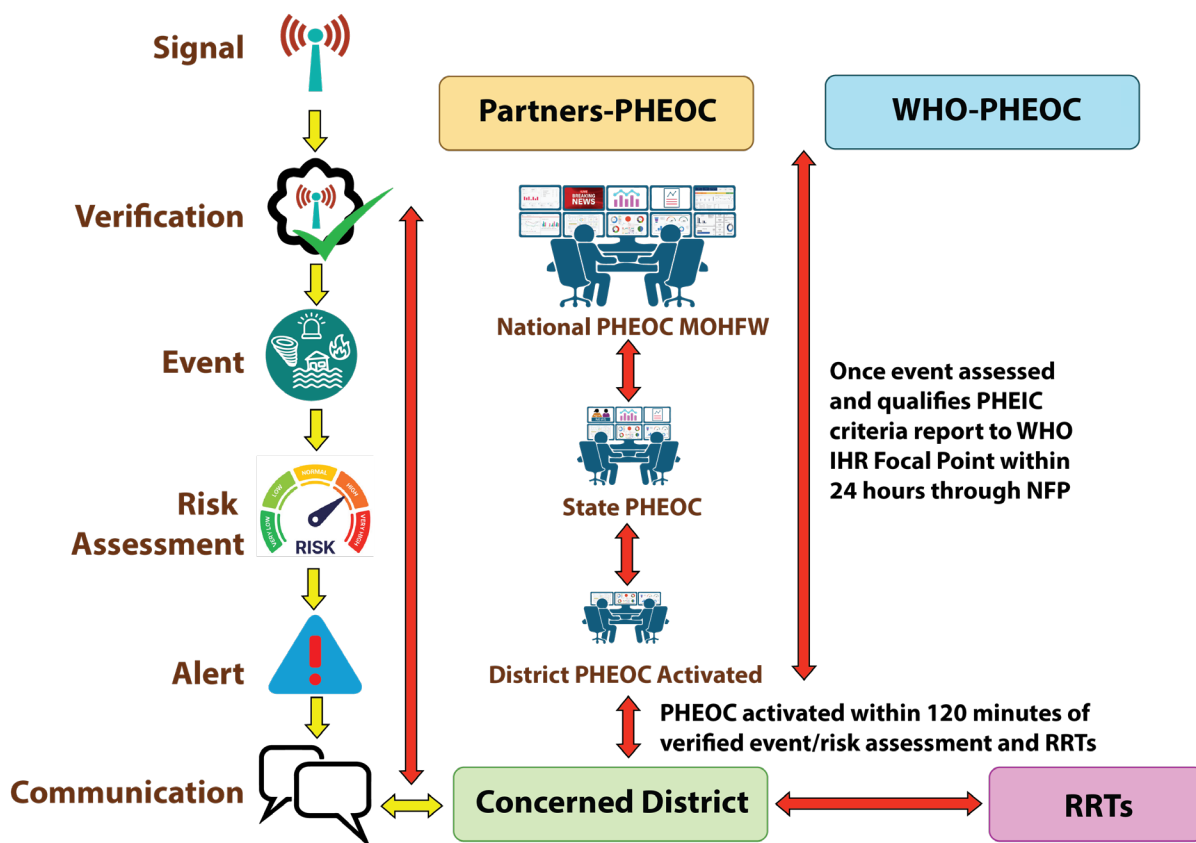 Signal
Partners-PHEOC
WHO-PHEOC
Verification
BREAKING
NEWS
National PHEOC MOHFW
Event
Once event assessed
and qualifies PHEIC
criteria report to WHO
IHR Focal Point within
24 hours through NFP
State PHEOC
Risk
Assessment
VERY LOW
LOW
NORMAL
HIGH
VERY HIGH
RISK
Alert
District PHEOC Activated
PHEOC activated within 120 minutes of
verified event/risk assessment and RRTs
Communication
Concerned District
RRTs